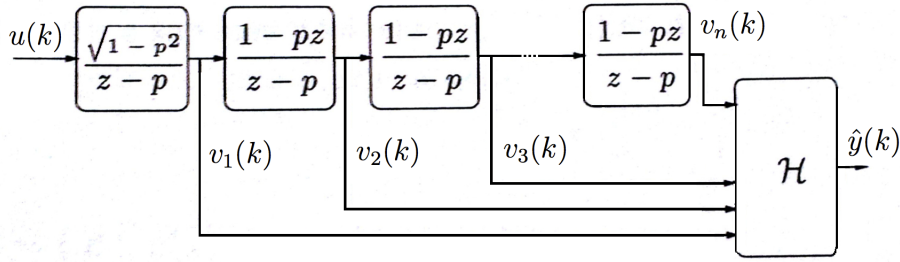 u(k)
√1 − p²
z − p
1 − pz
z − p
1 − pz
z − p
1 − pz
z − p
vₙ(k)
v₁(k)
v₂(k)
v₃(k)
ℋ
ŷ(k)